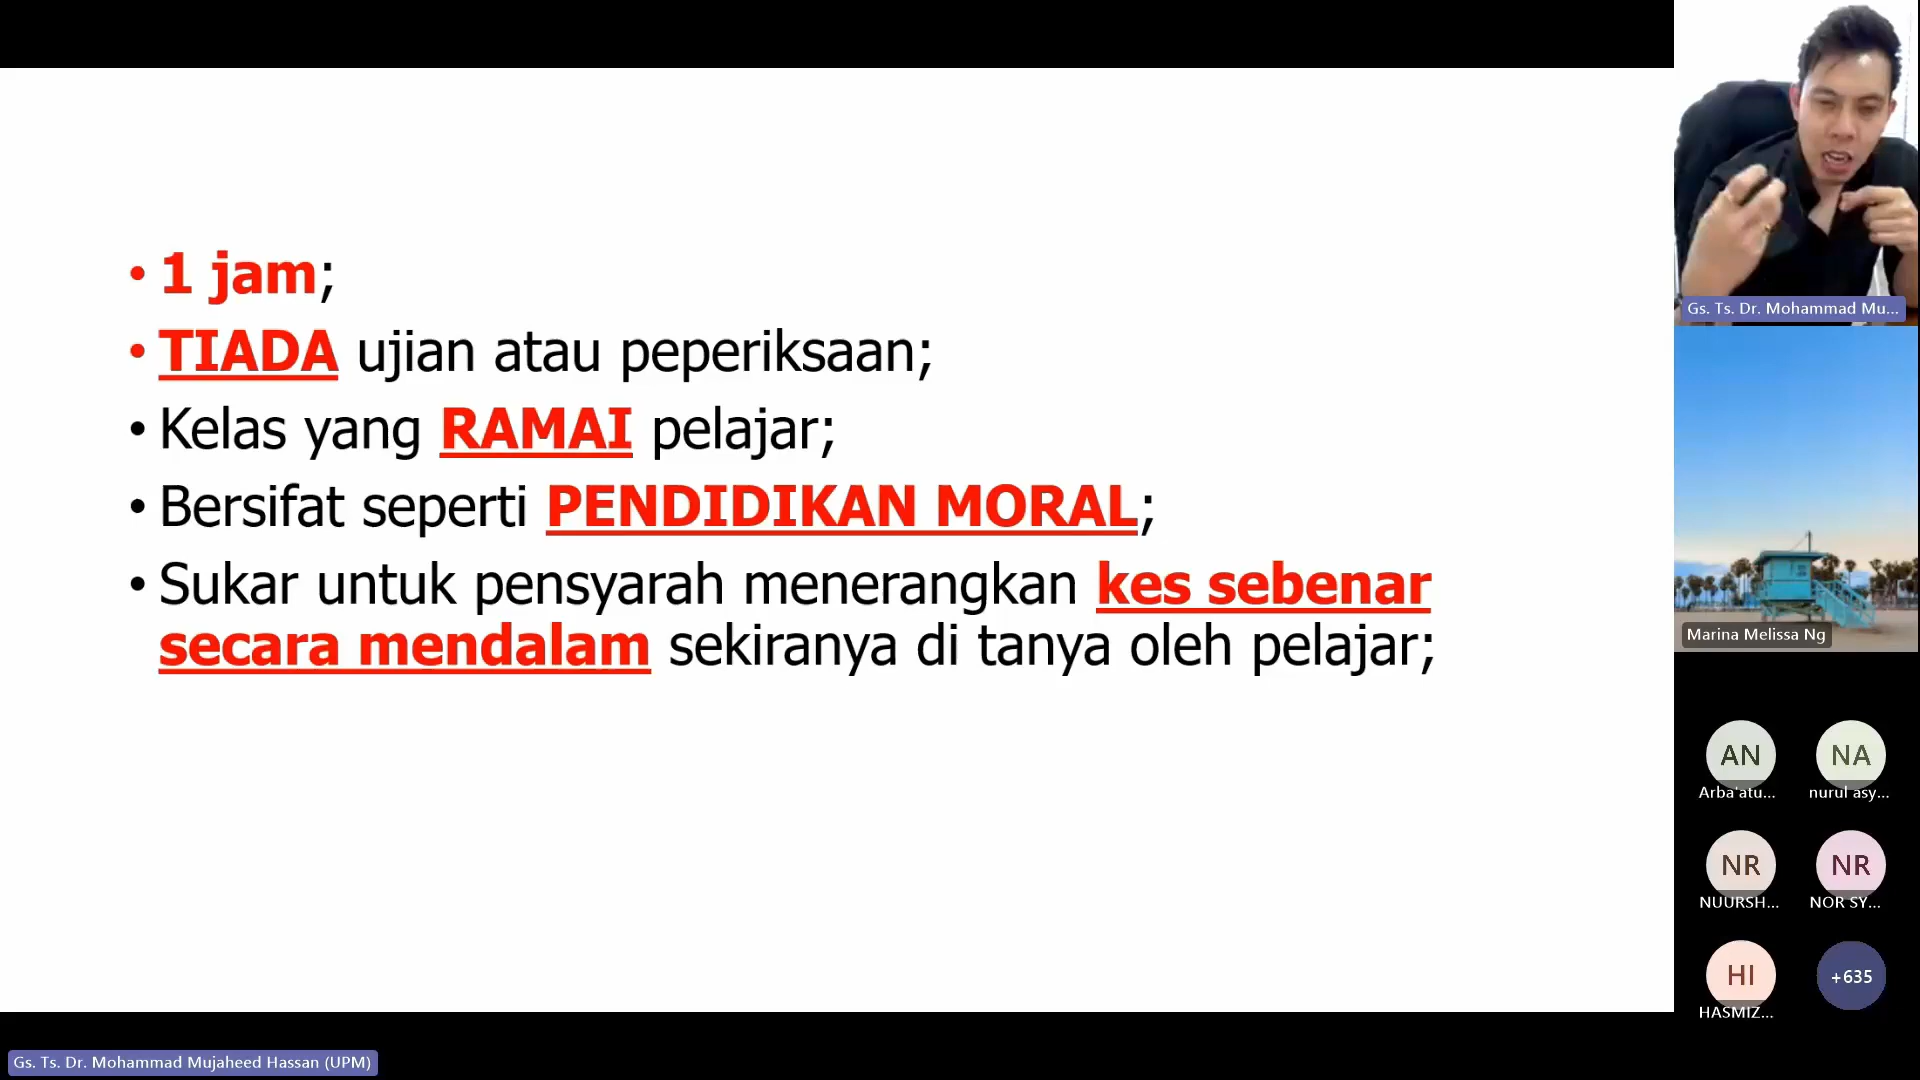 • 1 jam;
• TIADA ujian atau peperiksaan;
• Kelas yang RAMAI pelajar;
• Bersifat seperti PENDIDIKAN MORAL;
• Sukar untuk pensyarah menerangkan kes sebenar
secara mendalam sekiranya di tanya oleh pelajar;
Gs. Ts. Dr. Mohammad Mu...
Marina Melissa Ng
AN
Arba'atu...
NA
nurul asy...
NR
NUURSH...
NR
NOR SY...
HI
HASMIZ...
+635
Gs. Ts. Dr. Mohammad Mujaheed Hassan (UPM)